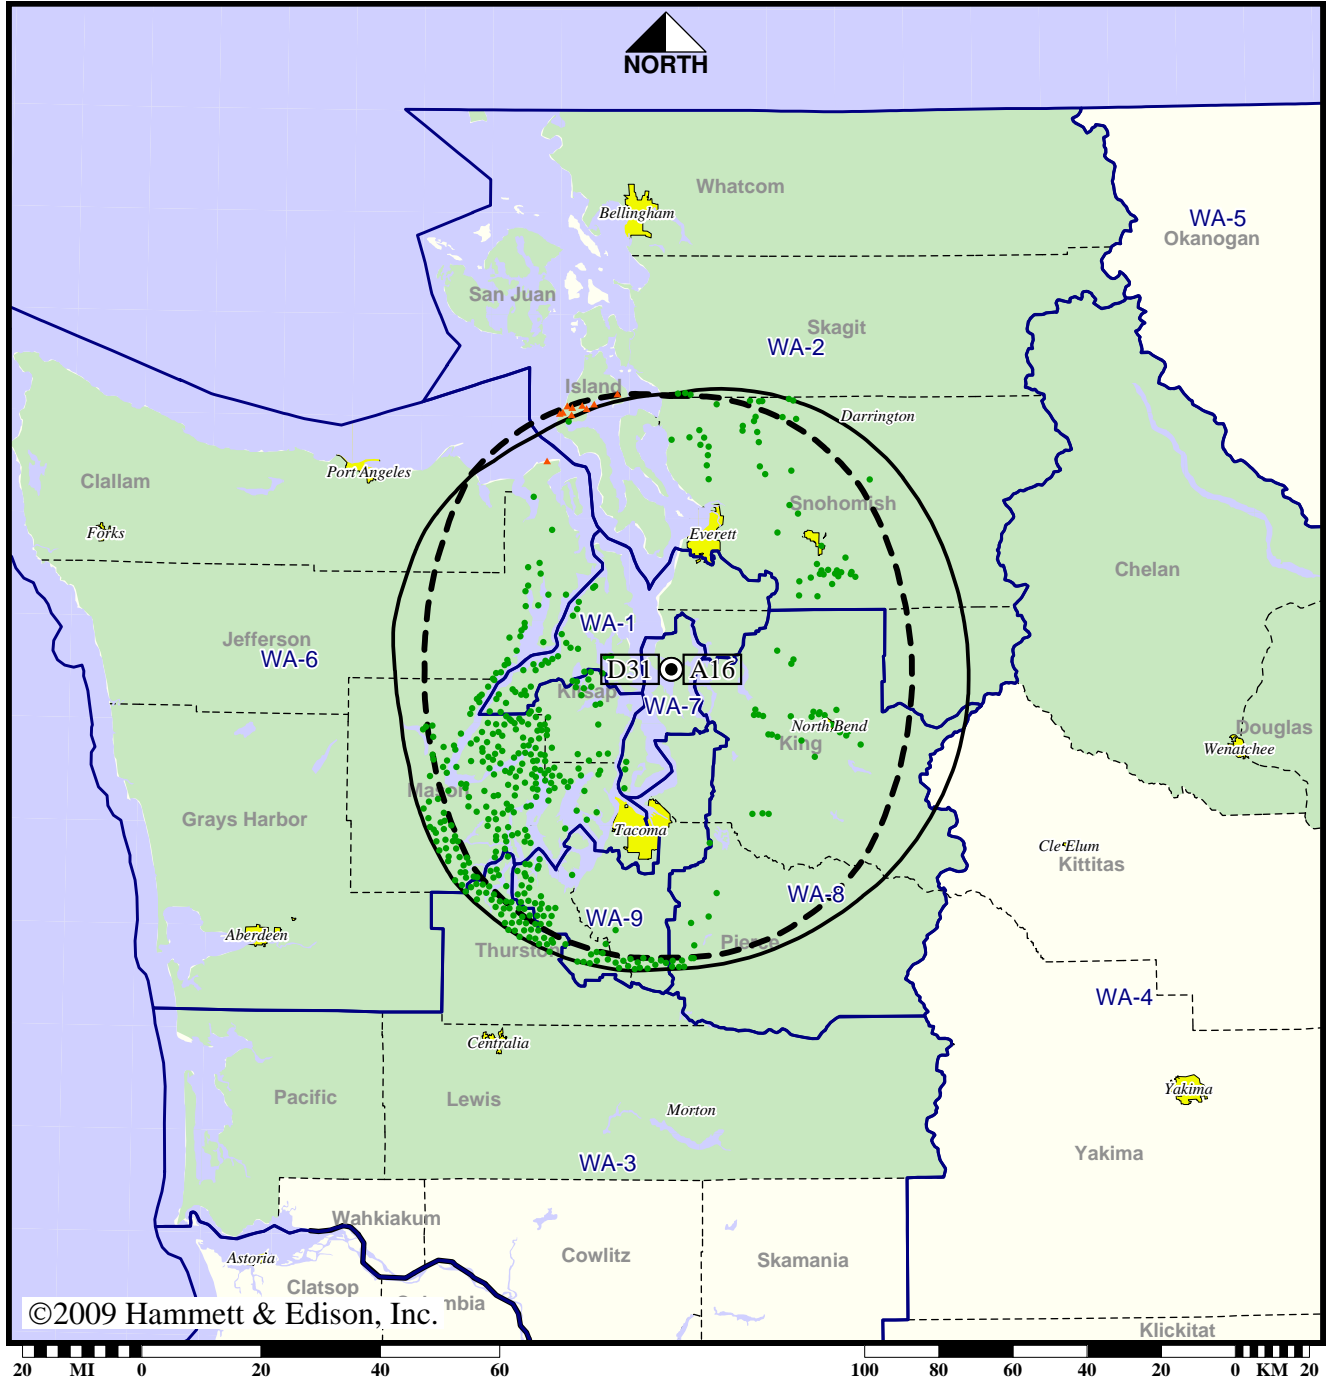 NORTH
Whatcom
Bellingham
WA-5
Okanogan
San Juan
Skagit
WA-2
Island
Darrington
Port Angeles
Clallam
Snohomish
Forks
Everett
Chelan
WA-1
Jefferson
WA-6
D31
A16
Kitsap
WA-7
North Bend
King
Douglas
Wenatchee
Mason
Grays Harbor
Tacoma
Cle Elum
Kittitas
WA-8
WA-9
Aberdeen
Thurston
Pierce
WA-4
Centralia
Pacific
Lewis
Morton
Yakima
Yakima
WA-3
Wahkiakum
Astoria
Cowlitz
Skamania
Clatsop
©2009 Hammett & Edison, Inc.
Klickitat
20 MI 0 20 40 60
100 80 60 40 20 0 KM 20